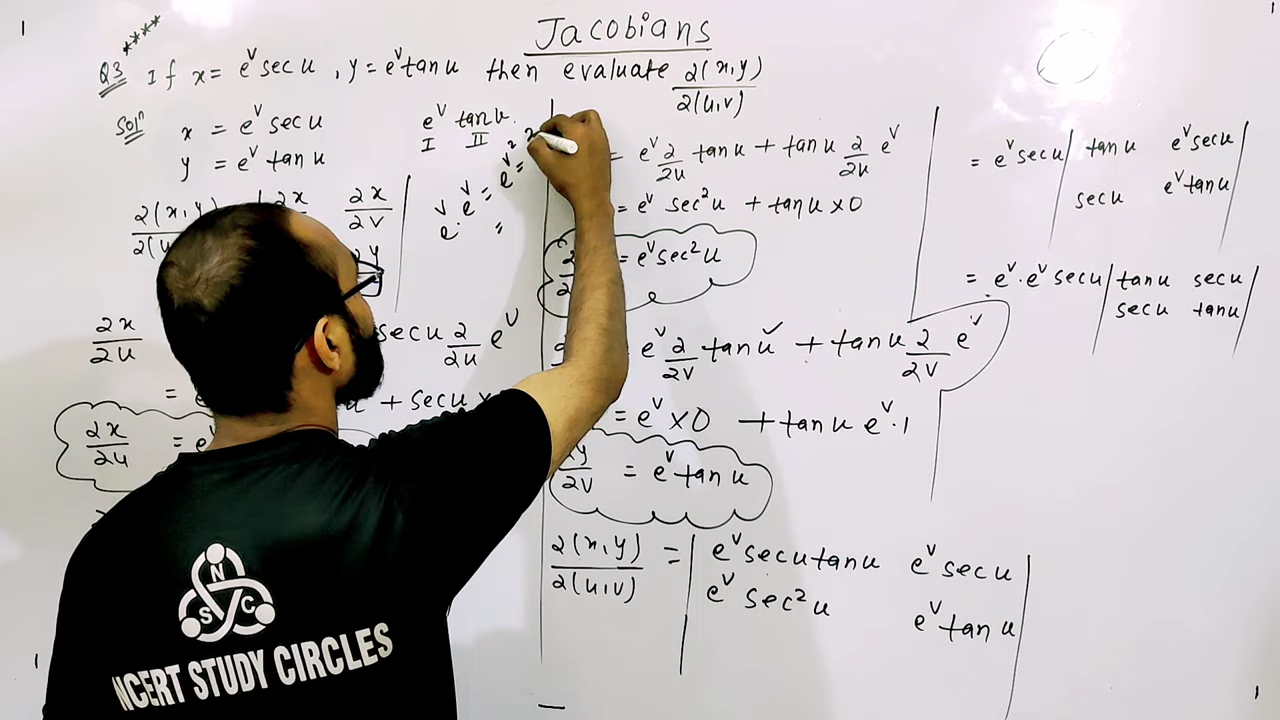 Jacobians
****
Q3 If x = e^v sec u , y = e^v tan u then evaluate ∂(x,y)/∂(u,v)
Solⁿ x = e^v sec u
y = e^v tan u
∂(x,y)
∂x/∂v
e^v tan u.
I II
∂x/∂u
sec u ∂/∂u e^v
=
u + sec u ×
∂x/∂u = e^v
= e^v ∂/∂u tan u + tan u ∂/∂u e^v
= e^v sec²u + tan u × 0
= e^v sec²u
e^v ∂/∂v tan u + tan u ∂/∂v e^v
= e^v × 0 + tan u e^v · 1
∂y/∂v = e^v tan u
∂(x,y)/∂(u,v) = | e^v sec u tan u e^v sec u |
| e^v sec²u e^v tan u |
= e^v sec u | tan u e^v sec u |
| sec u e^v tan u |
= e^v · e^v sec u | tan u sec u |
| sec u tan u |
N
S C
NCERT STUDY CIRCLES